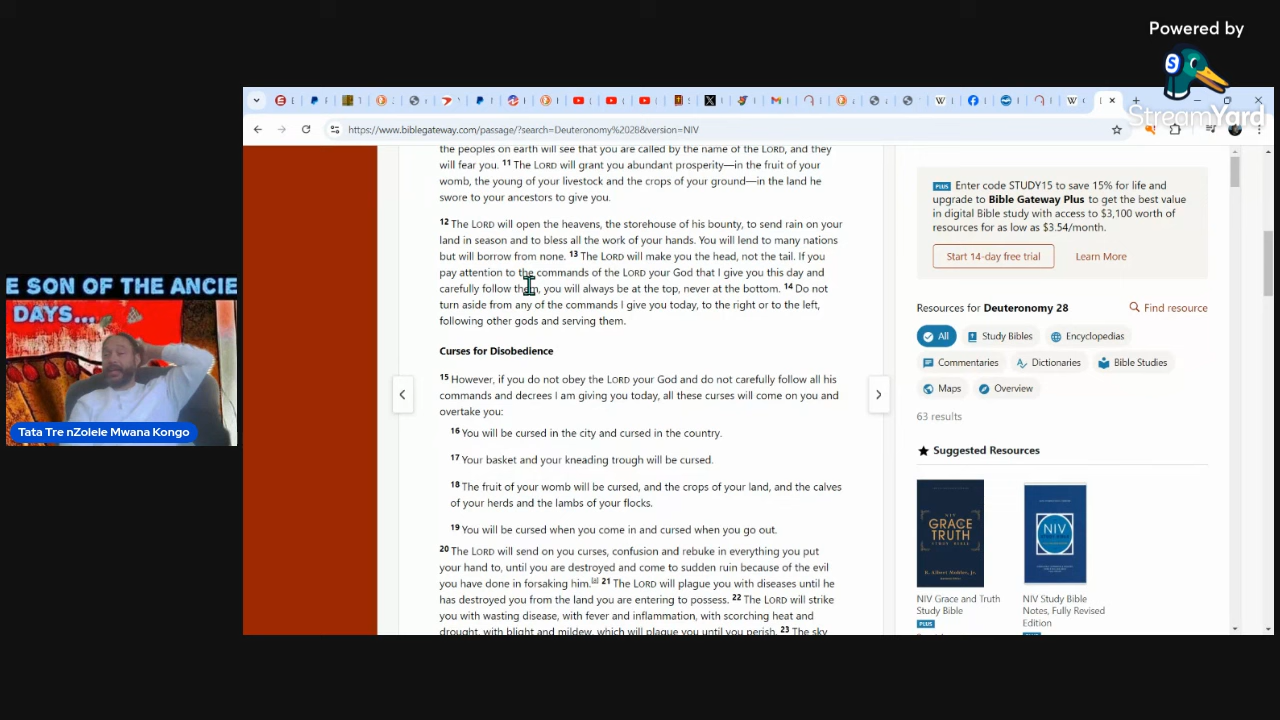 Powered by
StreamYard
https://www.biblegateway.com/passage/?search=Deuteronomy%2028&version=NIV
the peoples on earth will see that you are called by the name of the LORD, and they
will fear you. 11 The LORD will grant you abundant prosperity—in the fruit of your
womb, the young of your livestock and the crops of your ground—in the land he
swore to your ancestors to give you.
12 The LORD will open the heavens, the storehouse of his bounty, to send rain on your
land in season and to bless all the work of your hands. You will lend to many nations
but will borrow from none. 13 The LORD will make you the head, not the tail. If you
pay attention to the commands of the LORD your God that I give you this day and
carefully follow them, you will always be at the top, never at the bottom. 14 Do not
turn aside from any of the commands I give you today, to the right or to the left,
following other gods and serving them.
Curses for Disobedience
15 However, if you do not obey the LORD your God and do not carefully follow all his
commands and decrees I am giving you today, all these curses will come on you and
overtake you:
16 You will be cursed in the city and cursed in the country.
17 Your basket and your kneading trough will be cursed.
18 The fruit of your womb will be cursed, and the crops of your land, and the calves
of your herds and the lambs of your flocks.
19 You will be cursed when you come in and cursed when you go out.
20 The LORD will send on you curses, confusion and rebuke in everything you put
your hand to, until you are destroyed and come to sudden ruin because of the evil
you have done in forsaking him.[a] 21 The LORD will plague you with diseases until he
has destroyed you from the land you are entering to possess. 22 The LORD will strike
you with wasting disease, with fever and inflammation, with scorching heat and
drought, with blight and mildew, which will plague you until you perish. 23 The sky
PLUS Enter code STUDY15 to save 15% for life and
upgrade to Bible Gateway Plus to get the best value
in digital Bible study with access to $3,100 worth of
resources for as low as $3.54/month.
Start 14-day free trial
Learn More
Resources for Deuteronomy 28
Find resource
All
Study Bibles
Encyclopedias
Commentaries
Dictionaries
Bible Studies
Maps
Overview
63 results
Suggested Resources
NIV
GRACE
TRUTH
NIV
NIV Grace and Truth
Study Bible
PLUS
NIV Study Bible
Notes, Fully Revised
Edition
E SON OF THE ANCIE
DAYS...
Tata Tre nZolele Mwana Kongo